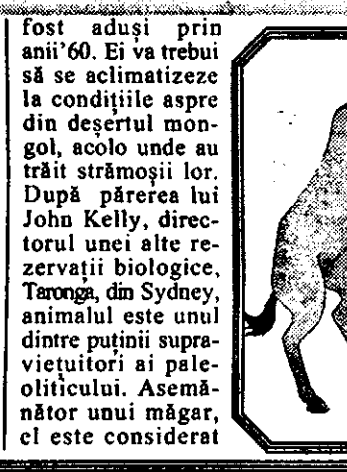 fost aduși prin
anii'60. Ei va trebui
să se aclimatizeze
la condițiile aspre
din deșertul mon-
gol, acolo unde au
trăit strămoșii lor.
După părerea lui
John Kelly, direc-
torul unei alte re-
zervații biologice,
Taronga, din Sydney,
animalul este unul
dintre puținii supra-
viețuitori ai pale-
oliticului. Asemă-
nător unui măgar,
el este considerat